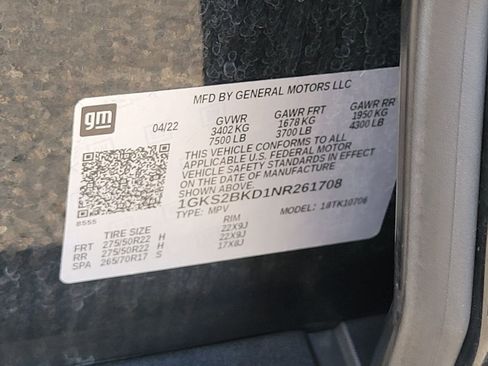 MFD BY GENERAL MOTORS LLC
gm
04/22
GVWR GAWR FRT GAWR RR
3402 KG 1678 KG 1950 KG
7500 LB 3700 LB 4300 LB
THIS VEHICLE CONFORMS TO ALL
APPLICABLE U.S. FEDERAL MOTOR
VEHICLE SAFETY STANDARDS IN EFFECT
ON THE DATE OF MANUFACTURE
SHOWN ABOVE.
1GKS2BKD1NR261708
TYPE: MPV MODEL: 18TK10706
8555
TIRE SIZE RIM
FRT 275/50R22 H 22X9J
RR 275/50R22 H 22X9J
SPA 265/70R17 S 17X8J